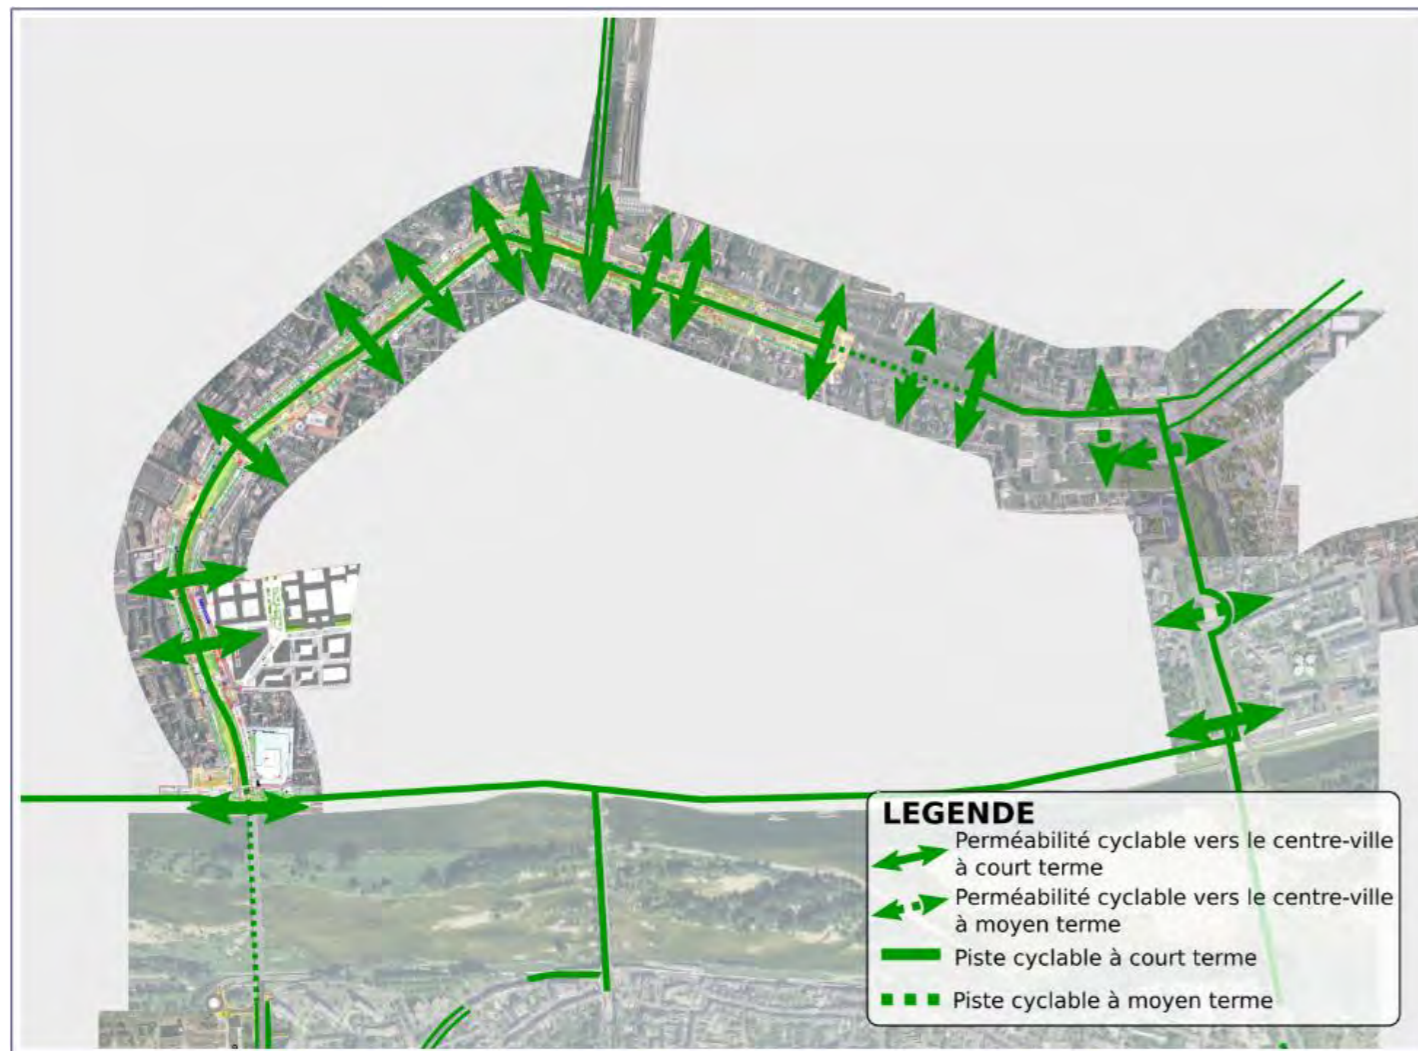 LEGENDE
Perméabilité cyclable vers le centre-ville
à court terme
Perméabilité cyclable vers le centre-ville
à moyen terme
Piste cyclable à court terme
Piste cyclable à moyen terme